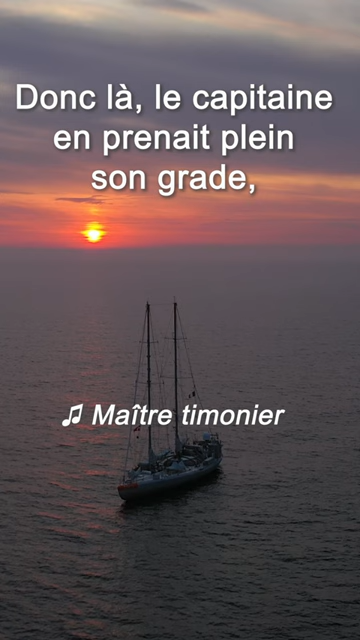 Donc là, le capitaine
en prenait plein
son grade,
♫ Maître timonier